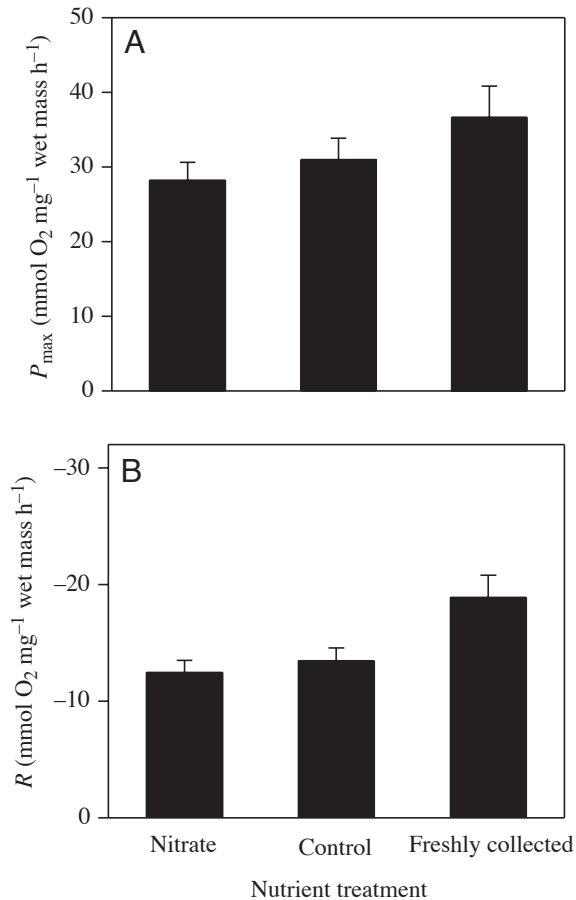 A
50
40
30
20
10
0
P_max (mmol O₂ mg⁻¹ wet mass h⁻¹)
B
–30
–20
–10
0
R (mmol O₂ mg⁻¹ wet mass h⁻¹)
Nitrate Control Freshly collected
Nutrient treatment